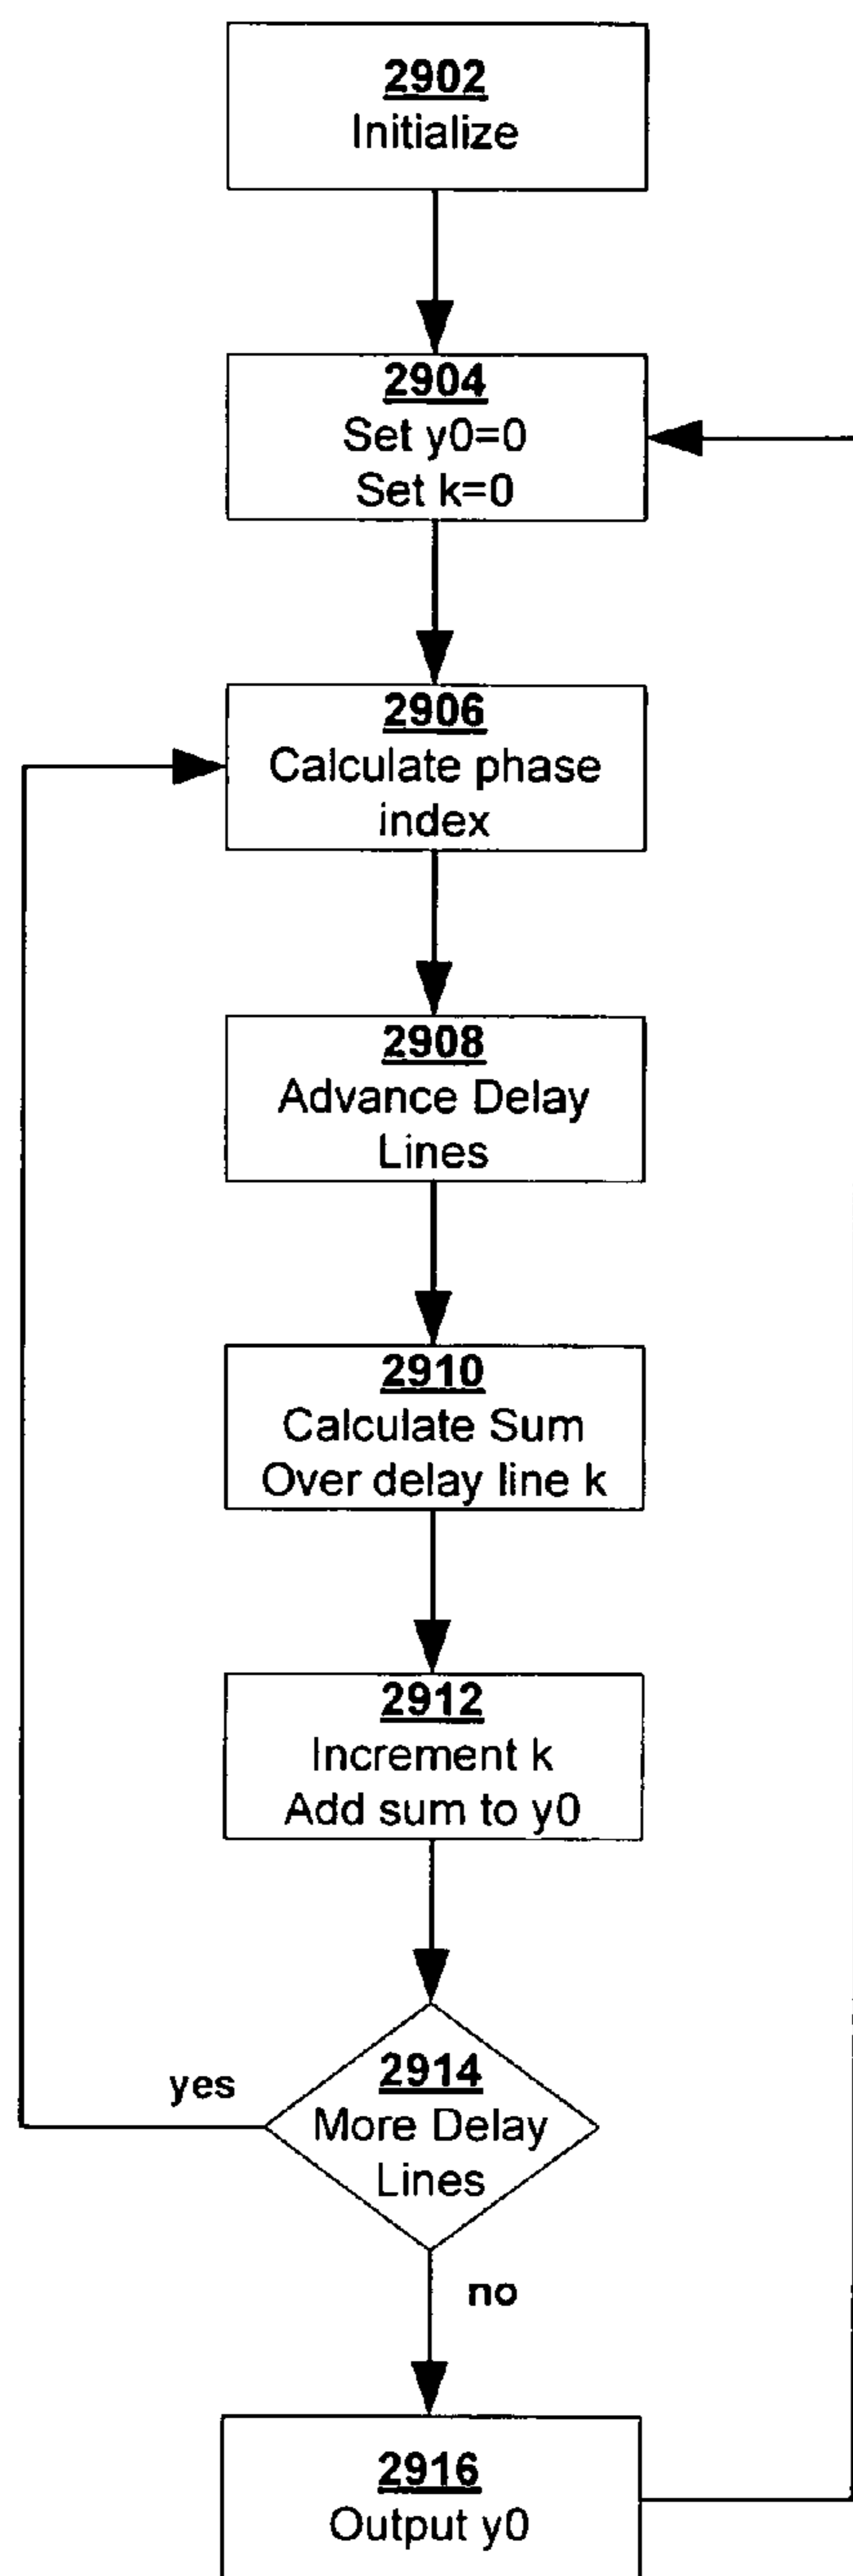 2902
Initialize
2904
Set y0=0
Set k=0
2906
Calculate phase
index
2908
Advance Delay
Lines
2910
Calculate Sum
Over delay line k
2912
Increment k
Add sum to y0
yes
2914
More Delay
Lines
no
2916
Output y0